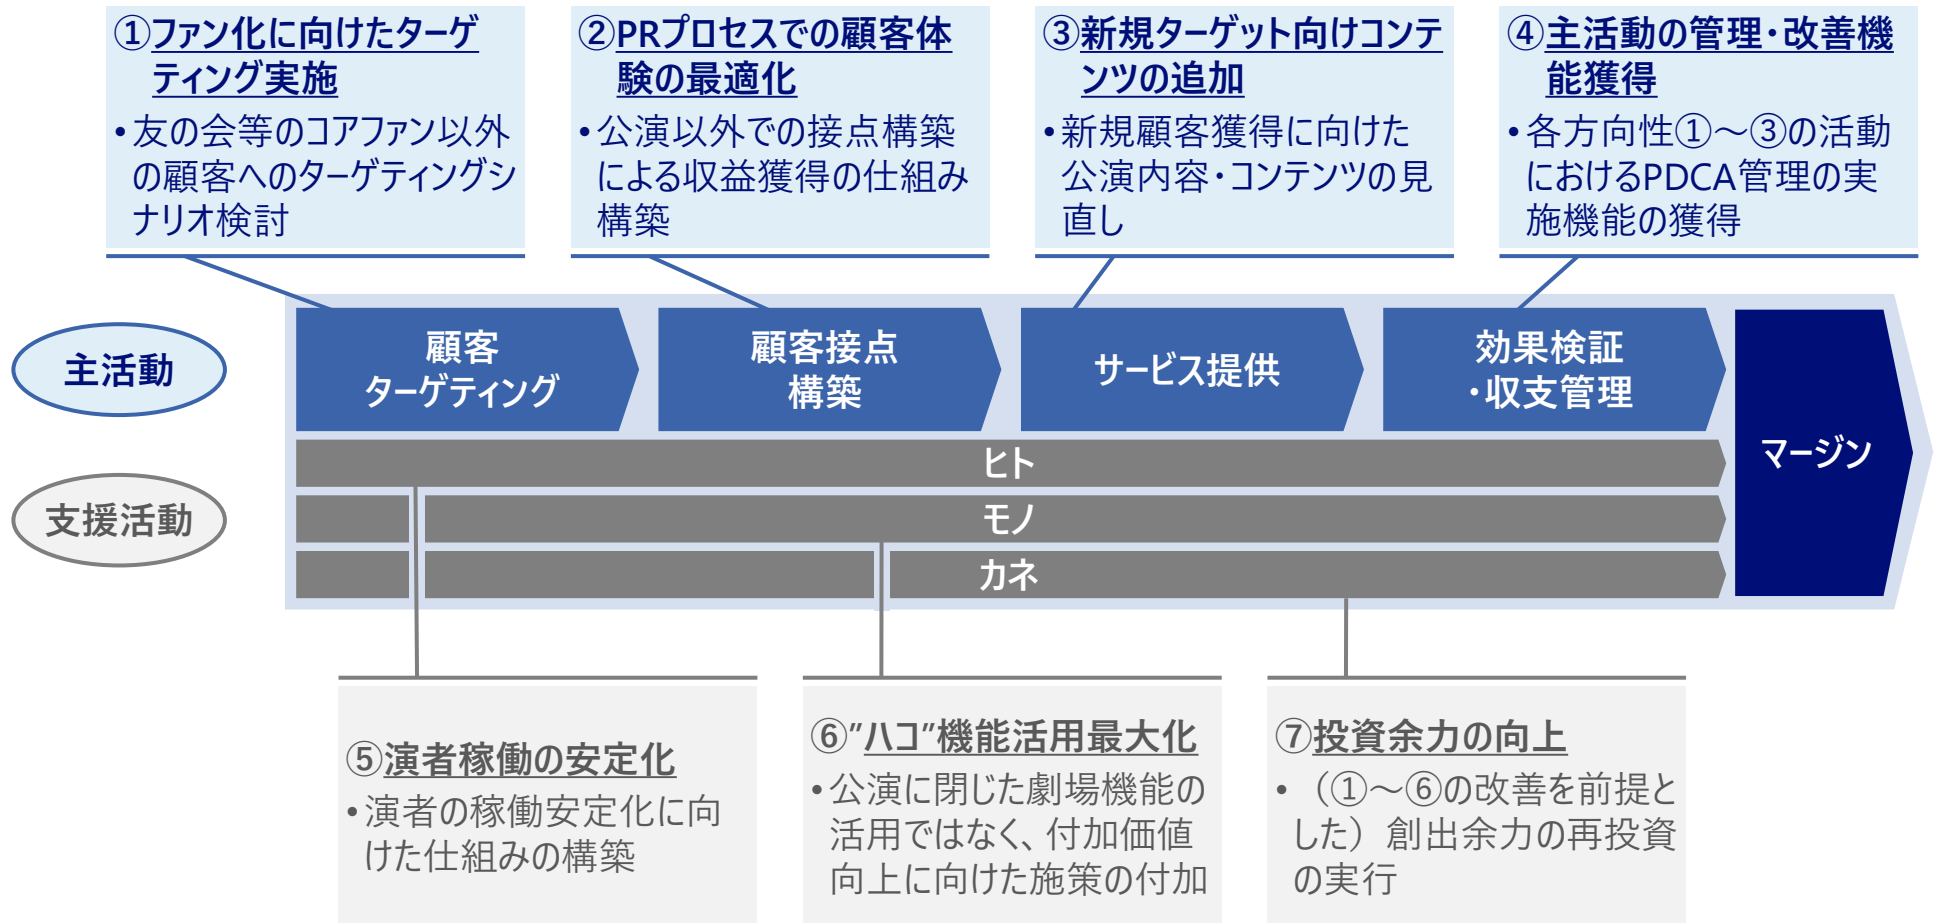 ①ファン化に向けたターゲ
ティング実施
•友の会等のコアファン以外
の顧客へのターゲティングシ
ナリオ検討
②PRプロセスでの顧客体
験の最適化
•公演以外での接点構築
による収益獲得の仕組み
構築
③新規ターゲット向けコンテ
ンツの追加
•新規顧客獲得に向けた
公演内容・コンテンツの見
直し
④主活動の管理・改善機
能獲得
•各方向性①～③の活動
におけるPDCA管理の実
施機能の獲得
主活動
顧客
ターゲティング
顧客接点
構築
サービス提供
効果検証
・収支管理
マージン
支援活動
ヒト
モノ
カネ
⑤演者稼働の安定化
•演者の稼働安定化に向
けた仕組みの構築
⑥”ハコ”機能活用最大化
•公演に閉じた劇場機能の
活用ではなく、付加価値
向上に向けた施策の付加
⑦投資余力の向上
•（①～⑥の改善を前提と
した）創出余力の再投資
の実行